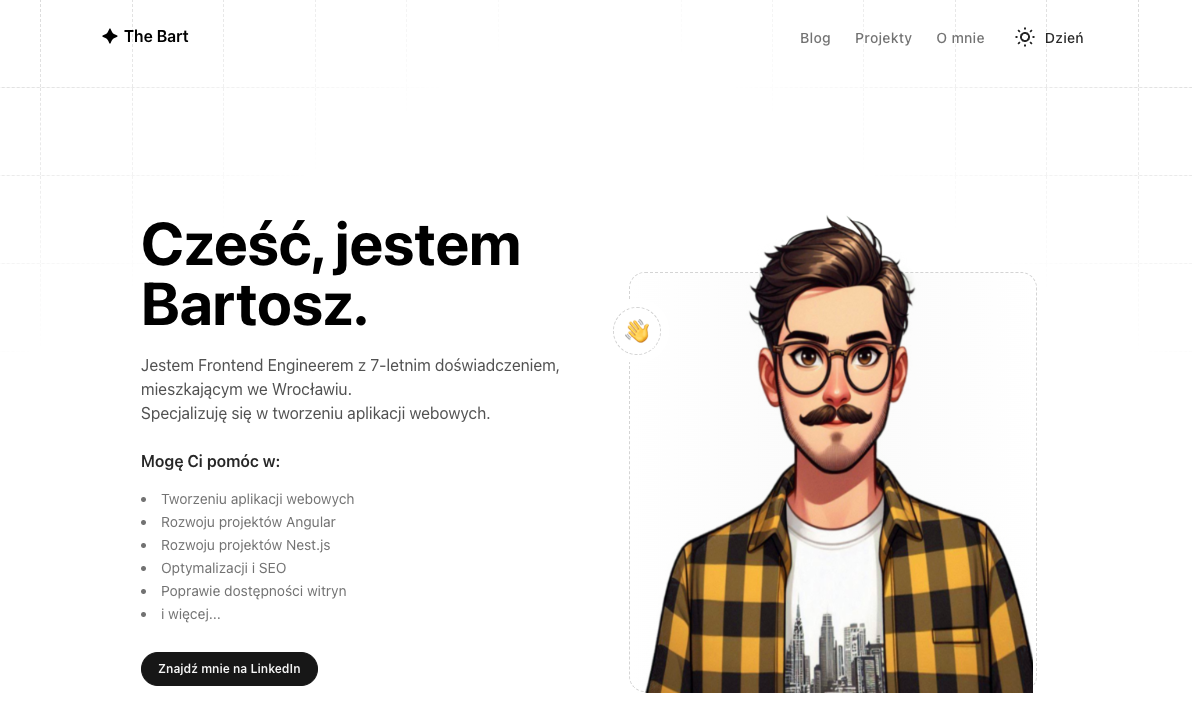 The Bart
Blog
Projekty
O mnie
Dzień
Cześć, jestem
Bartosz.
Jestem Frontend Engineerem z 7-letnim doświadczeniem,
mieszkającym we Wrocławiu.
Specjalizuję się w tworzeniu aplikacji webowych.
Mogę Ci pomóc w:
Tworzeniu aplikacji webowych
Rozwoju projektów Angular
Rozwoju projektów Nest.js
Optymalizacji i SEO
Poprawie dostępności witryn
i więcej...
Znajdź mnie na LinkedIn